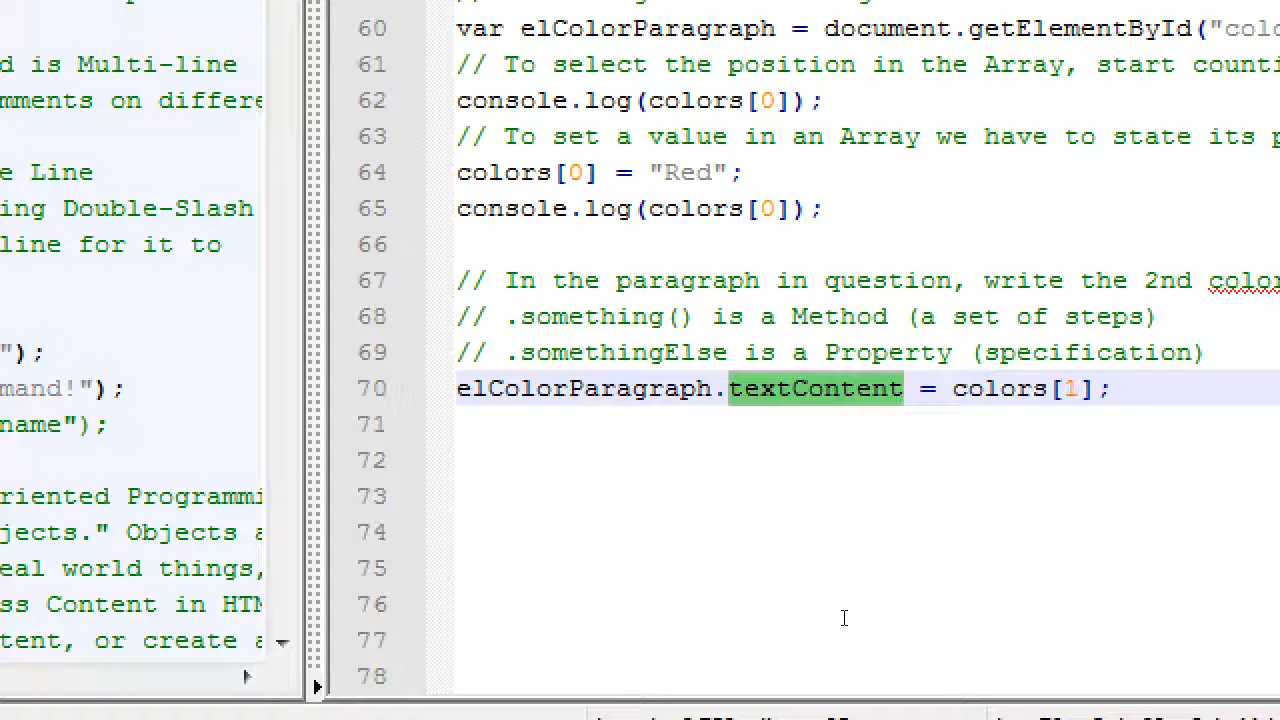 d is Multi-line
mments on differe
e Line
ing Double-Slash
line for it to
");
mand!");
name");
riented Programmi
jects." Objects a
eal world things,
ss Content in HTM
tent, or create a
60 var elColorParagraph = document.getElementById("colo
61 // To select the position in the Array, start counti
62 console.log(colors[0]);
63 // To set a value in an Array we have to state its p
64 colors[0] = "Red";
65 console.log(colors[0]);
66
67 // In the paragraph in question, write the 2nd color
68 // .something() is a Method (a set of steps)
69 // .somethingElse is a Property (specification)
70 elColorParagraph.textContent = colors[1];
71
72
73
74
75
76
77
78